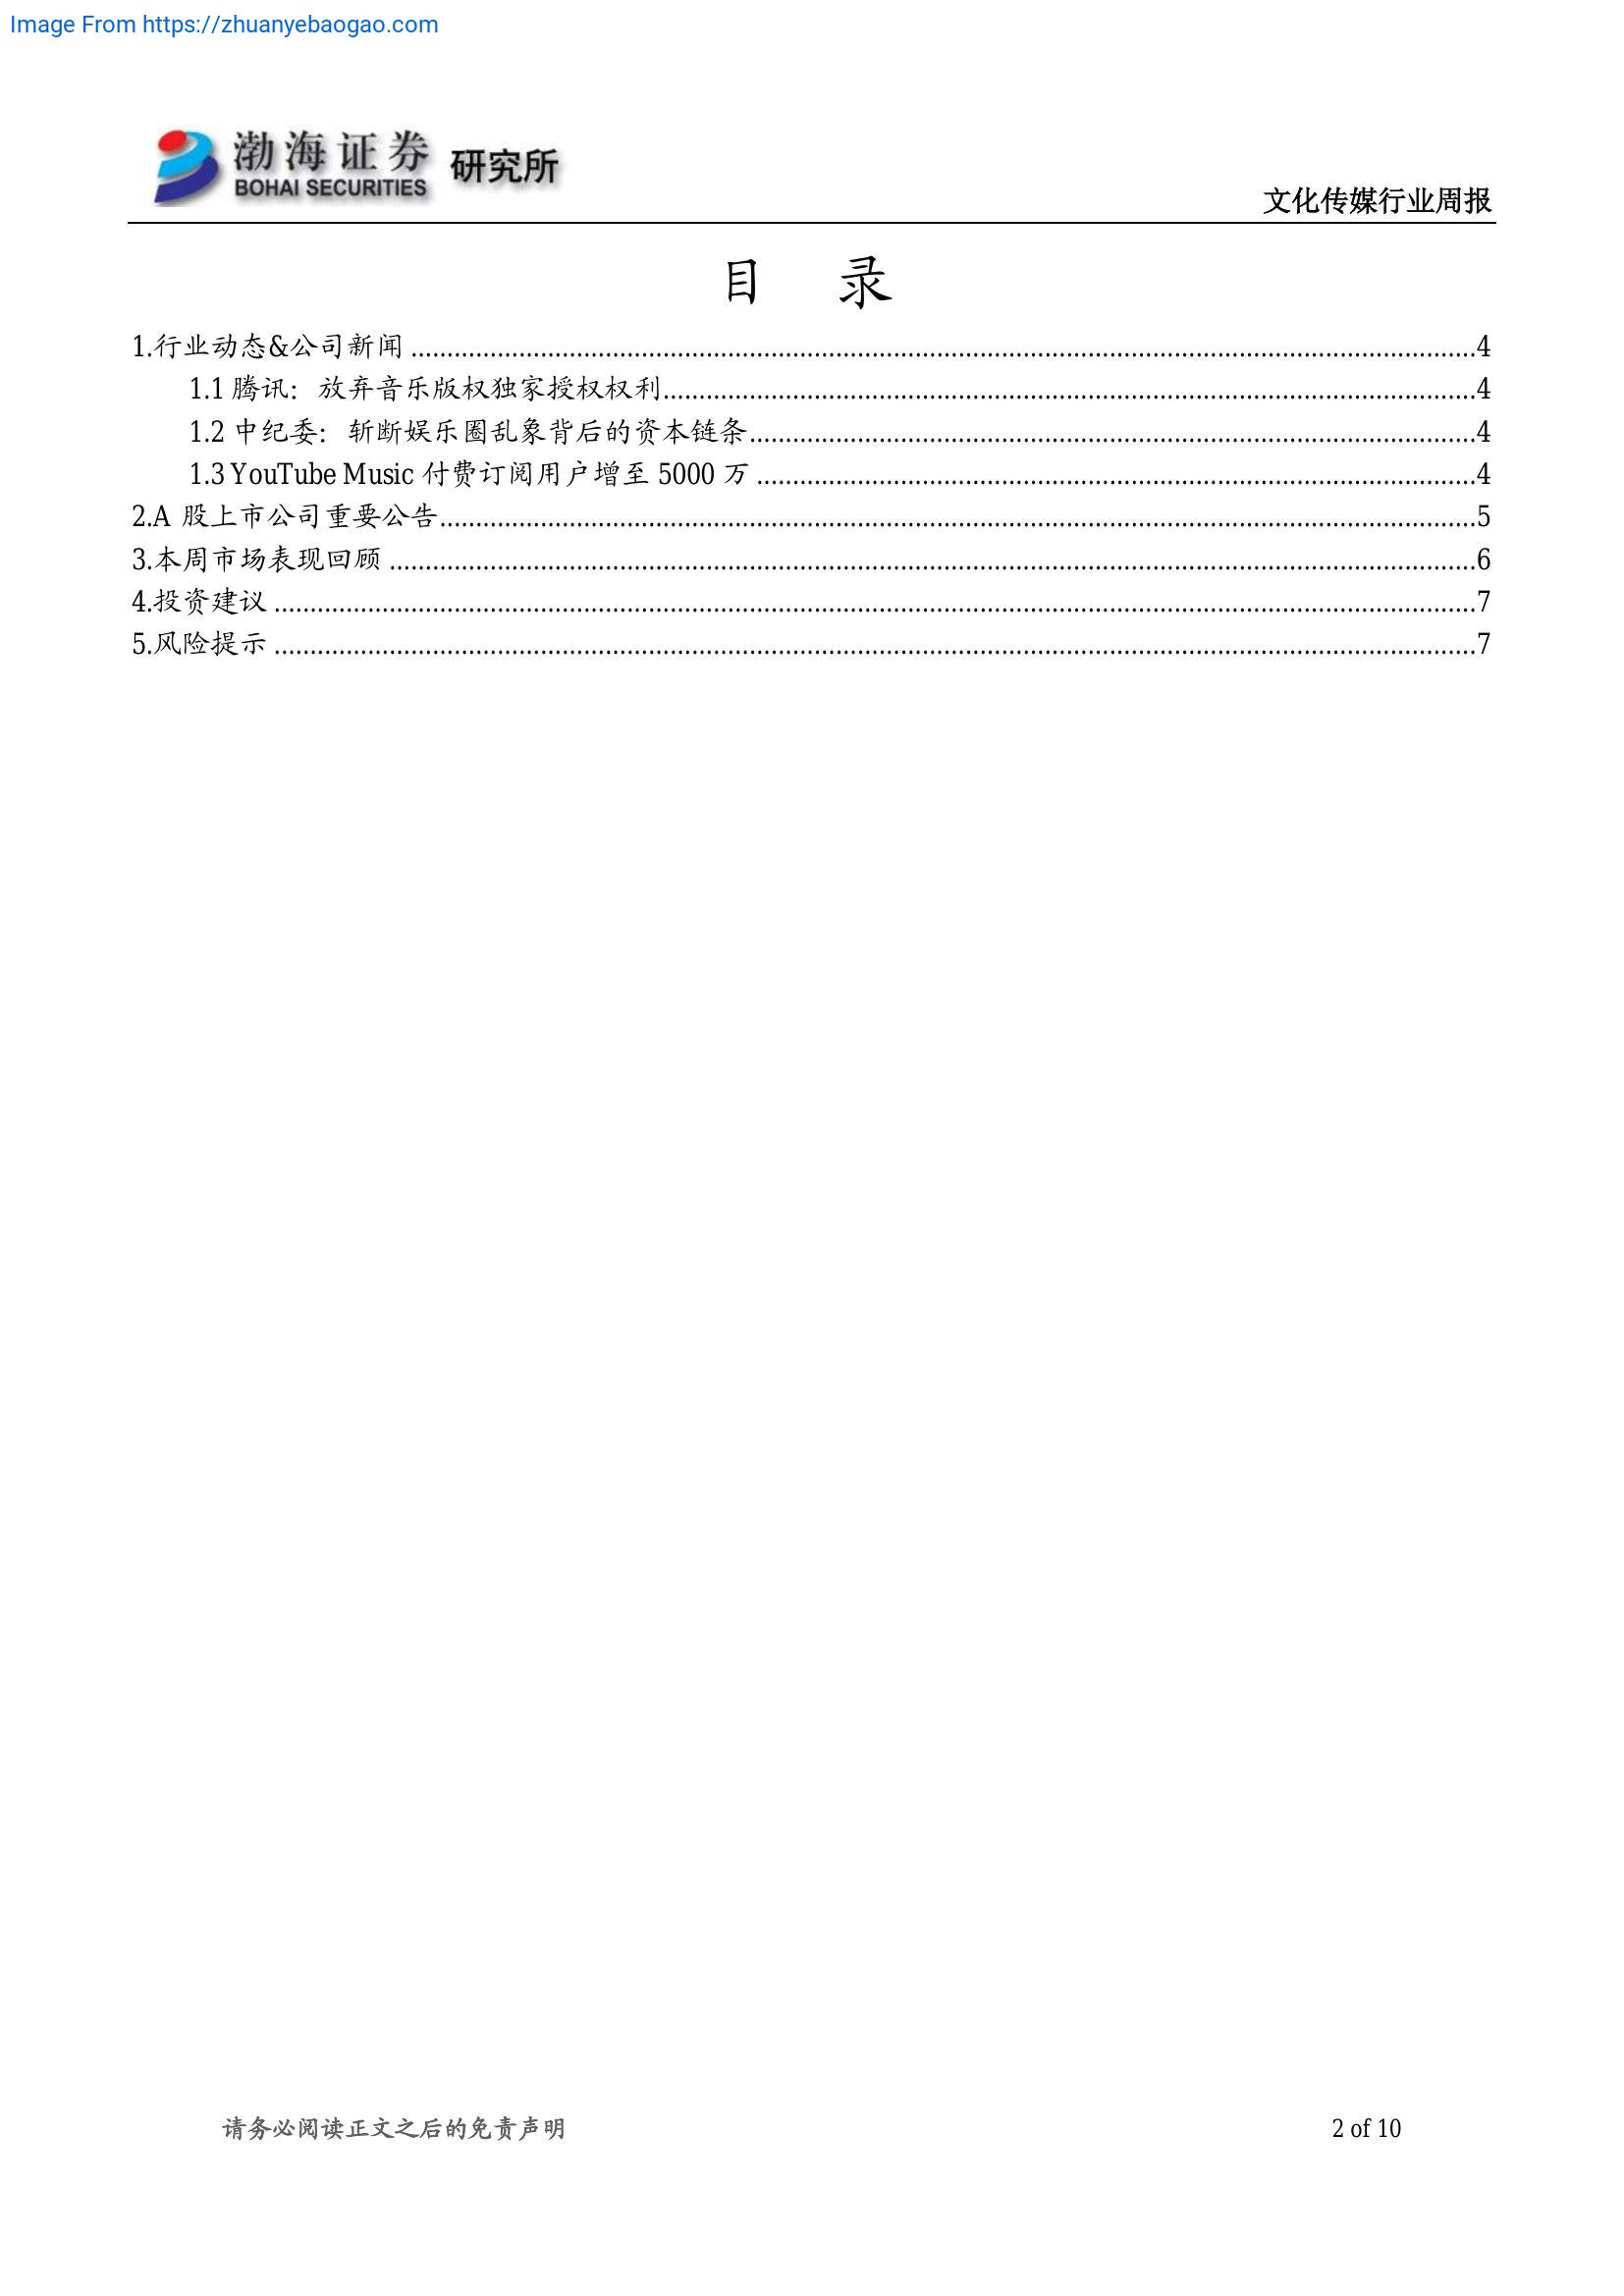 Image From https://zhuanyebaogao.com
渤海证券 研究所
BOHAI SECURITIES
文化传媒行业周报
目 录
1.行业动态&公司新闻 ........................................ 4
1.1 腾讯：放弃音乐版权独家授权权利........................................ 4
1.2 中纪委：斩断娱乐圈乱象背后的资本链条........................................ 4
1.3 YouTube Music 付费订阅用户增至 5000 万 ........................................ 4
2.A 股上市公司重要公告........................................ 5
3.本周市场表现回顾 ........................................ 6
4.投资建议 ........................................ 7
5.风险提示 ........................................ 7
请务必阅读正文之后的免责声明 2 of 10